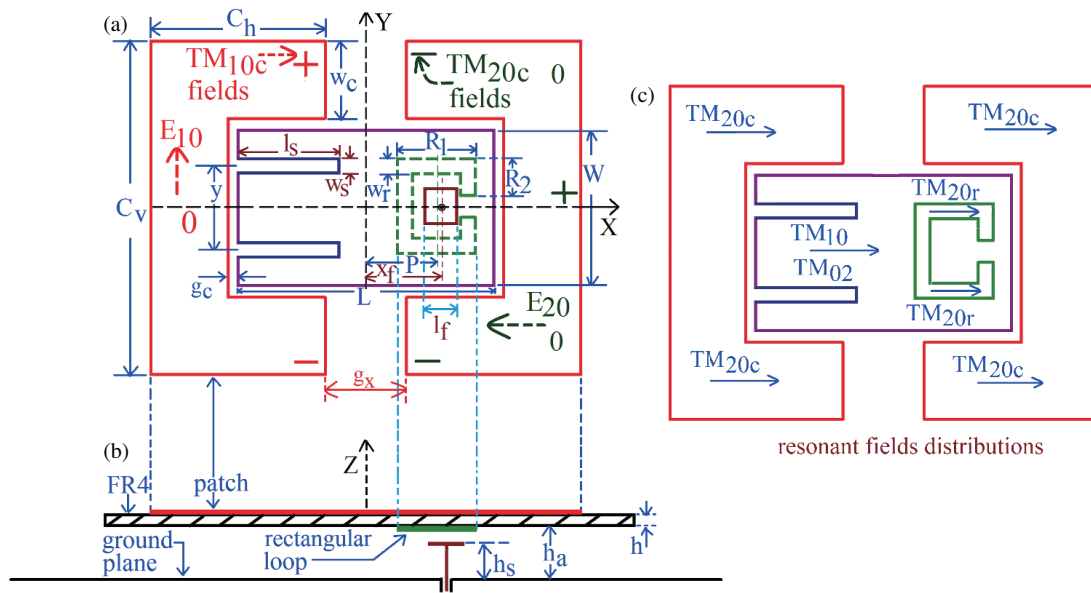 (a)
C_h
Y
TM_10c
fields
+
w_c
TM_20c
fields
0
E_10
l_s
R_1
w_s
w_r
R_2
W
y
C_v
0
+
X
P
x_f
g_c
L
l_f
E_20
0
g_x
(b)
Z
FR4
patch
ground
plane
rectangular
loop
h_s
h_a
h
(c)
TM_20c
TM_20c
TM_20r
TM_10
TM_02
TM_20r
TM_20c
TM_20c
resonant fields distributions